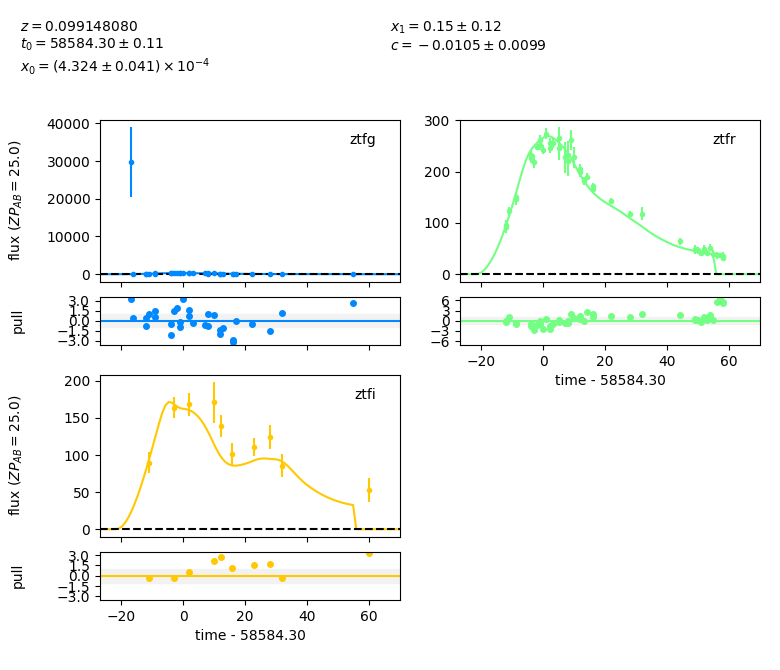 z = 0.099148080
t₀ = 58584.30 ± 0.11
x₀ = (4.324 ± 0.041) × 10⁻⁴
x₁ = 0.15 ± 0.12
c = −0.0105 ± 0.0099
flux (ZP_AB = 25.0)
40000
30000
20000
10000
0
ztfg
300
200
100
0
ztfr
pull
3.0
1.5
0.0
−1.5
−3.0
6
3
0
−3
−6
−20
0
20
40
60
time - 58584.30
flux (ZP_AB = 25.0)
200
150
100
50
0
ztfi
pull
3.0
1.5
0.0
−1.5
−3.0
−20
0
20
40
60
time - 58584.30